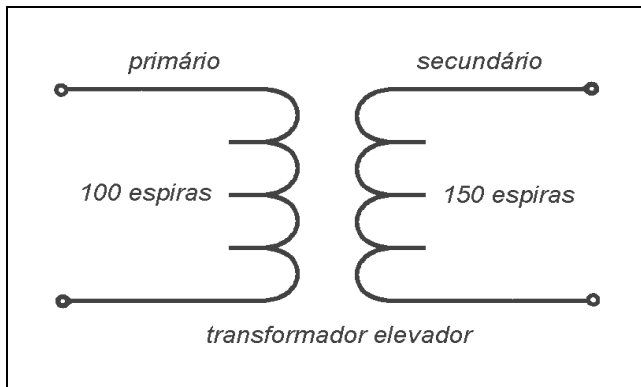 primário
secundário
100 espiras
150 espiras
transformador elevador